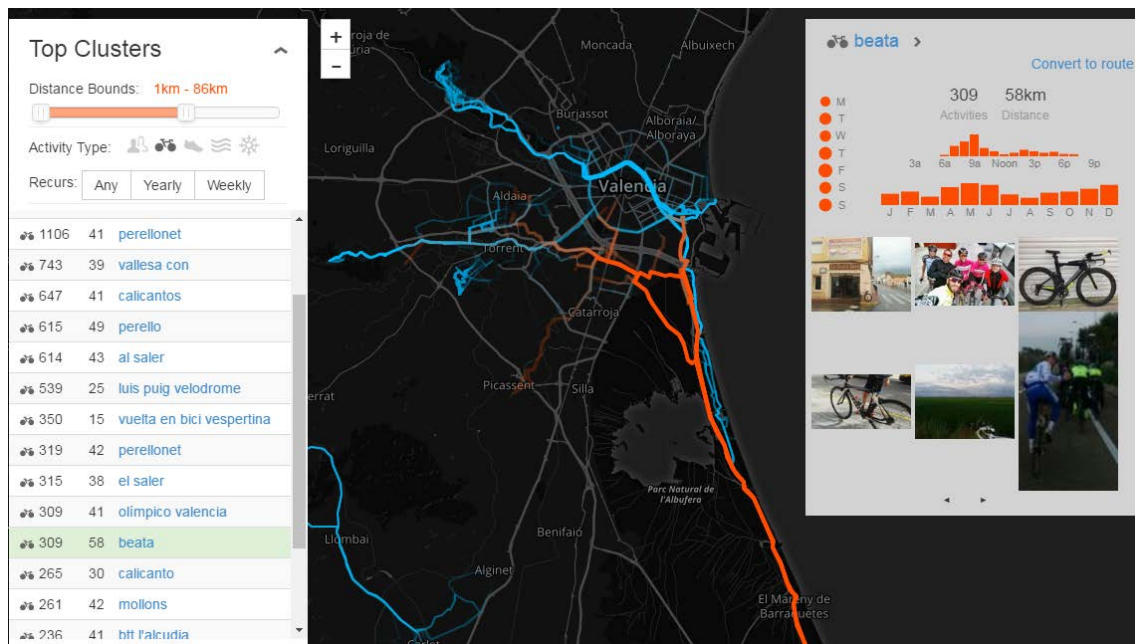 Top Clusters
Distance Bounds: 1km - 86km
Activity Type:
Recurs: Any Yearly Weekly
1106 41 perellonet
743 39 vallesa con
647 41 calicantos
615 49 perello
614 43 al saler
539 25 luis puig velodrome
350 15 vuelta en bici vespertina
319 42 perellonet
315 38 el saler
309 41 olímpico valencia
309 58 beata
265 30 calicanto
261 42 mollons
236 41 btt l'alcudia
+
−
Moncada
Albuixech
Burjassot
Alboraia/
Alboraya
Loriguilla
Valencia
Aldaia
Torrent
Catarroja
Picassent
Silla
Parc Natural de
l'Albufera
Benifaió
Llombai
Alginet
El Mareny de
Barraquetes
beata >
Convert to route
309 58km
Activities Distance
M
T
W
T
F
S
S
3a 6a 9a Noon 3p 6p 9p
J F M A M J J A S O N D